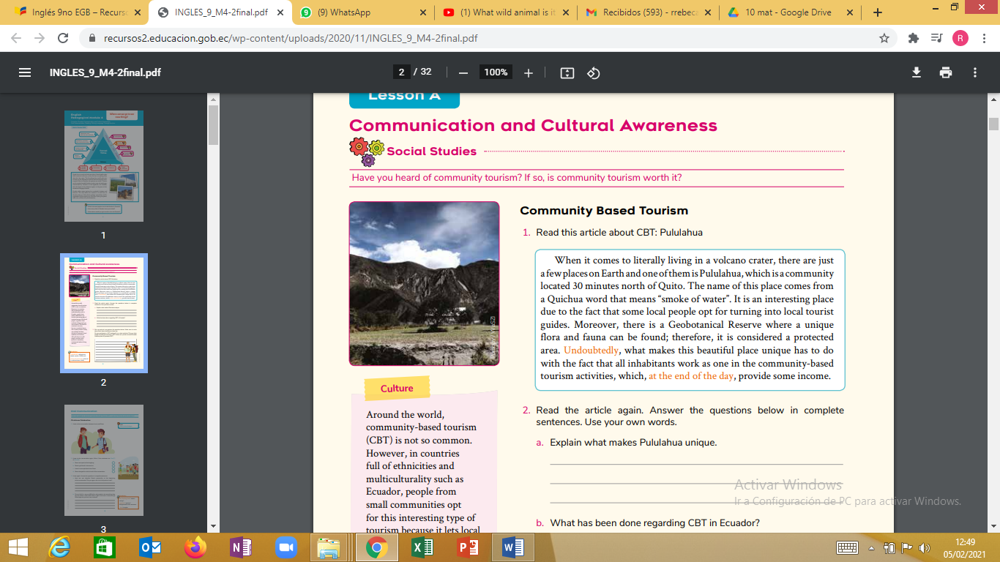 Inglés 9no EGB – Recurso
INGLES_9_M4-2final.pdf
(9) WhatsApp
(1) What wild animal is it
Recibidos (593) - rrebeca
10 mat - Google Drive
recursos2.educacion.gob.ec/wp-content/uploads/2020/11/INGLES_9_M4-2final.pdf
R
INGLES_9_M4-2final.pdf
2 / 32
100%
1
2
3
Lesson A
Communication and Cultural Awareness
Social Studies
Have you heard of community tourism? If so, is community tourism worth it?
Community Based Tourism
1. Read this article about CBT: Pululahua
When it comes to literally living in a volcano crater, there are just
a few places on Earth and one of them is Pululahua, which is a community
located 30 minutes north of Quito. The name of this place comes from
a Quichua word that means “smoke of water”. It is an interesting place
due to the fact that some local people opt for turning into local tourist
guides. Moreover, there is a Geobotanical Reserve where a unique
flora and fauna can be found; therefore, it is considered a protected
area. Undoubtedly, what makes this beautiful place unique has to do
with the fact that all inhabitants work as one in the community-based
tourism activities, which, at the end of the day, provide some income.
Culture
Around the world,
community-based tourism
(CBT) is not so common.
However, in countries
full of ethnicities and
multiculturality such as
Ecuador, people from
small communities opt
for this interesting type of
tourism because it lets local
2. Read the article again. Answer the questions below in complete
sentences. Use your own words.
a. Explain what makes Pululahua unique.
b. What has been done regarding CBT in Ecuador?
Activar Windows
Ir a Configuración de PC para activar Windows.
12:49
05/02/2021